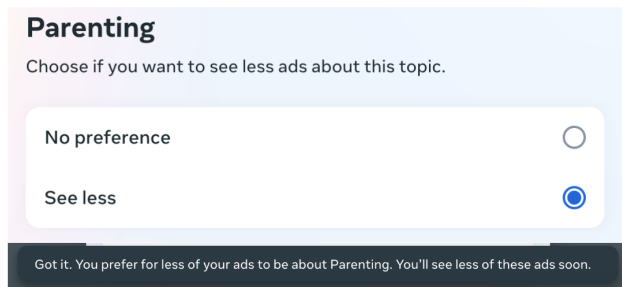 Parenting
Choose if you want to see less ads about this topic.
No preference
See less
Got it. You prefer for less of your ads to be about Parenting. You’ll see less of these ads soon.